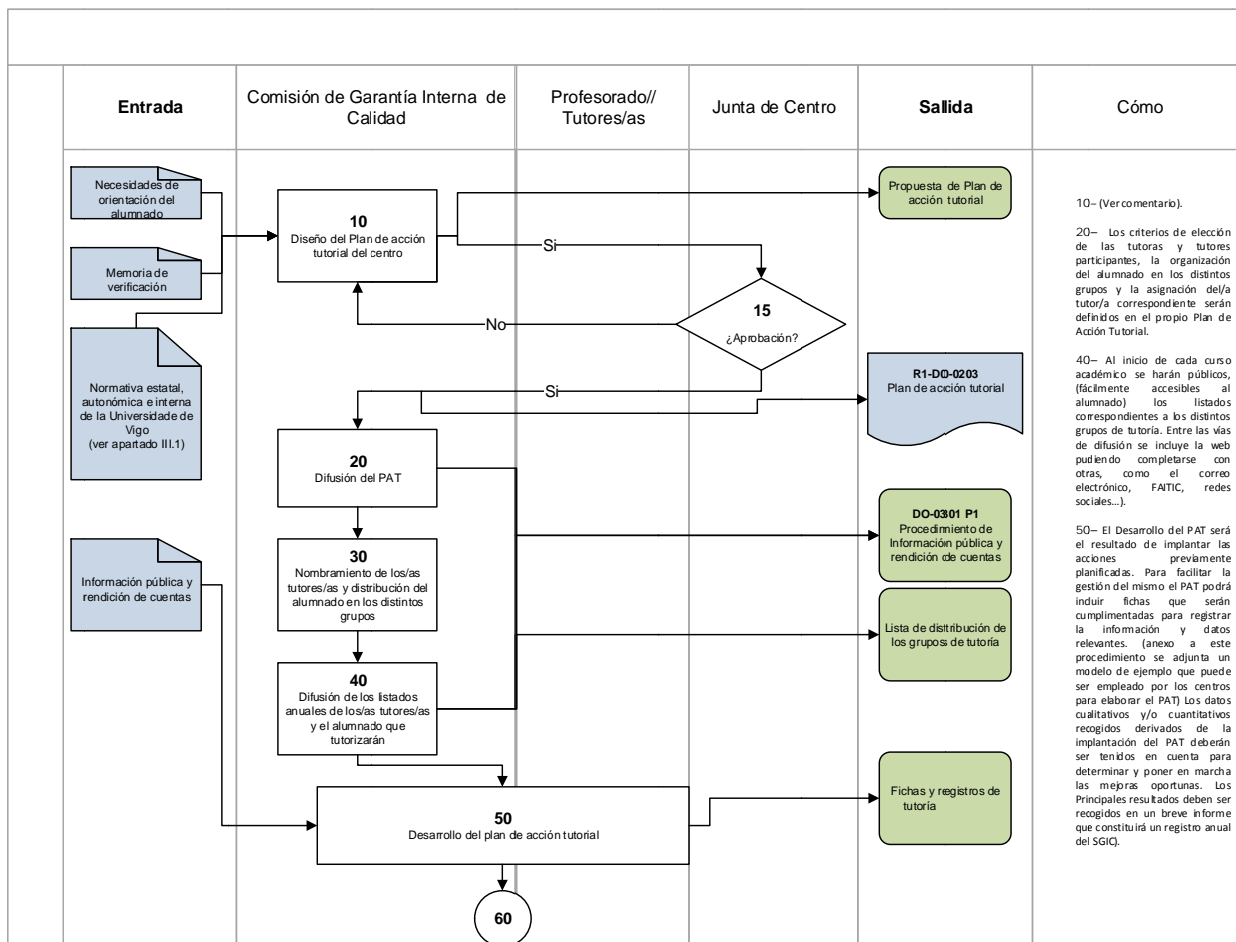 Entrada
Comisión de Garantía Interna de
Calidad
Profesorado//
Tutores/as
Junta de Centro
Sallida
Cómo
Necesidades de
orientación del
alumnado
Memoria de
verificación
Normativa estatal,
autonómica e interna
de la Universidade de
Vigo
(ver apartado III.1)
Información pública y
rendición de cuentas
10
Diseño del Plan de acción
tutorial del centro
Si
No
15
¿Aprobación?
Si
20
Difusión del PAT
30
Nombramiento de los/as
tutores/as y distribución del
alumnado en los distintos
grupos
40
Difusión de los listados
anuales de los/as tutores/as
y el alumnado que
tutorizarán
50
Desarrollo del plan de acción tutorial
60
Propuesta de Plan de
acción tutorial
R1-DO-0203
Plan de acción tutorial
DO-0301 P1
Procedimiento de
Información pública y
rendición de cuentas
Lista de distribución de
los grupos de tutoría
Fichas y registros de
tutoría
10– (Ver comentario).
20– Los criterios de elección
de las tutoras y tutores
participantes, la organización
del alumnado en los distintos
grupos y la asignación del/a
tutor/a correspondiente serán
definidos en el propio Plan de
Acción Tutorial.
40– Al inicio de cada curso
académico se harán públicos,
(fácilmente accesibles al
alumnado) los listados
correspondientes a los distintos
grupos de tutoría. Entre las vías
de difusión se incluye la web
pudiendo completarse con
otras, como el correo
electrónico, FAITIC, redes
sociales...).
50– El Desarrollo del PAT será
el resultado de implantar las
acciones previamente
planificadas. Para facilitar la
gestión del mismo el PAT podrá
incluir fichas que serán
cumplimentadas para registrar
la información y datos
relevantes. (anexo a este
procedimiento se adjunta un
modelo de ejemplo que puede
ser empleado por los centros
para elaborar el PAT) Los datos
cualitativos y/o cuantitativos
recogidos derivados de la
implantación del PAT deberán
ser tenidos en cuenta para
determinar y poner en marcha
las mejoras oportunas. Los
Principales resultados deben ser
recogidos en un breve informe
que constituirá un registro anual
del SGIC).